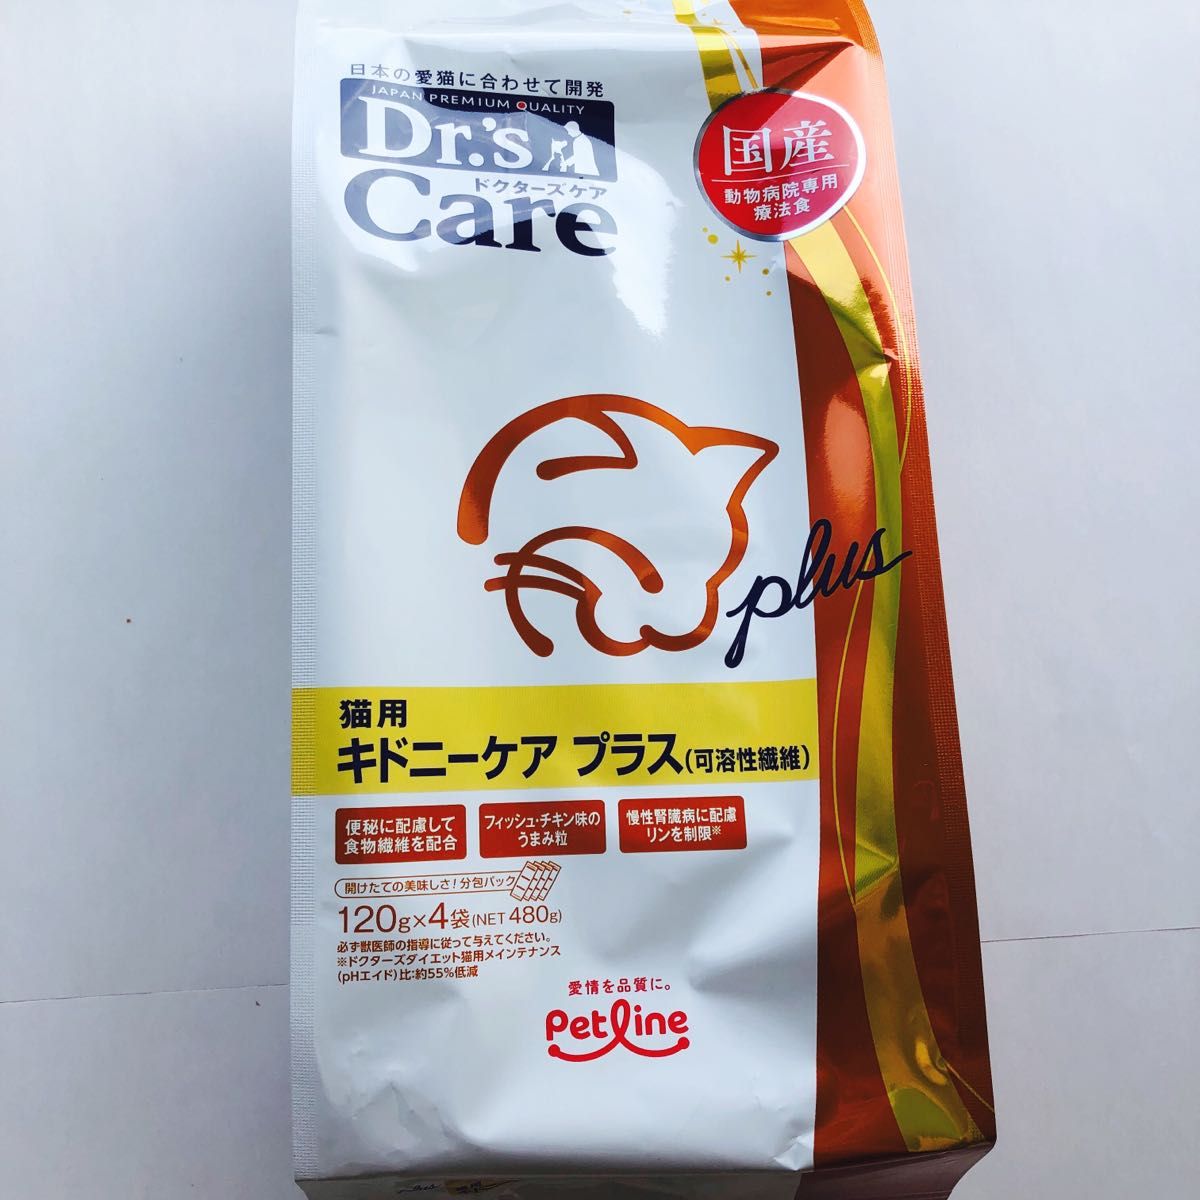 日本の愛猫に合わせて開発
JAPAN PREMIUM QUALITY
Dr.'s
ドクターズケア
Care
国産
動物病院専用
療法食
plus
猫用
キドニーケア プラス(可溶性繊維)
便秘に配慮して
食物繊維を配合
フィッシュ・チキン味の
うまみ粒
慢性腎臓病に配慮
リンを制限※
開けたての美味しさ!分包パック
120g×4袋(NET 480g)
必ず獣医師の指導に従って与えてください。
※ドクターズダイエット猫用メインテナンス
(pHエイド)比:約55%低減
愛情を品質に。
Petline
plus